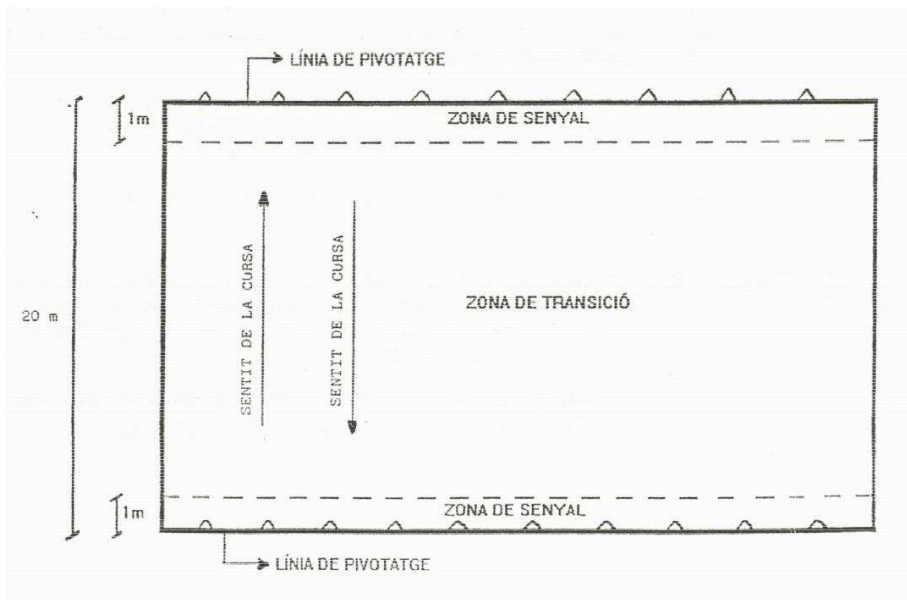 LÍNIA DE PIVOTATGE
1m
ZONA DE SENYAL
SENTIT DE LA CURSA
SENTIT DE LA CURSA
ZONA DE TRANSICIÓ
20 m
1m
ZONA DE SENYAL
LÍNIA DE PIVOTATGE